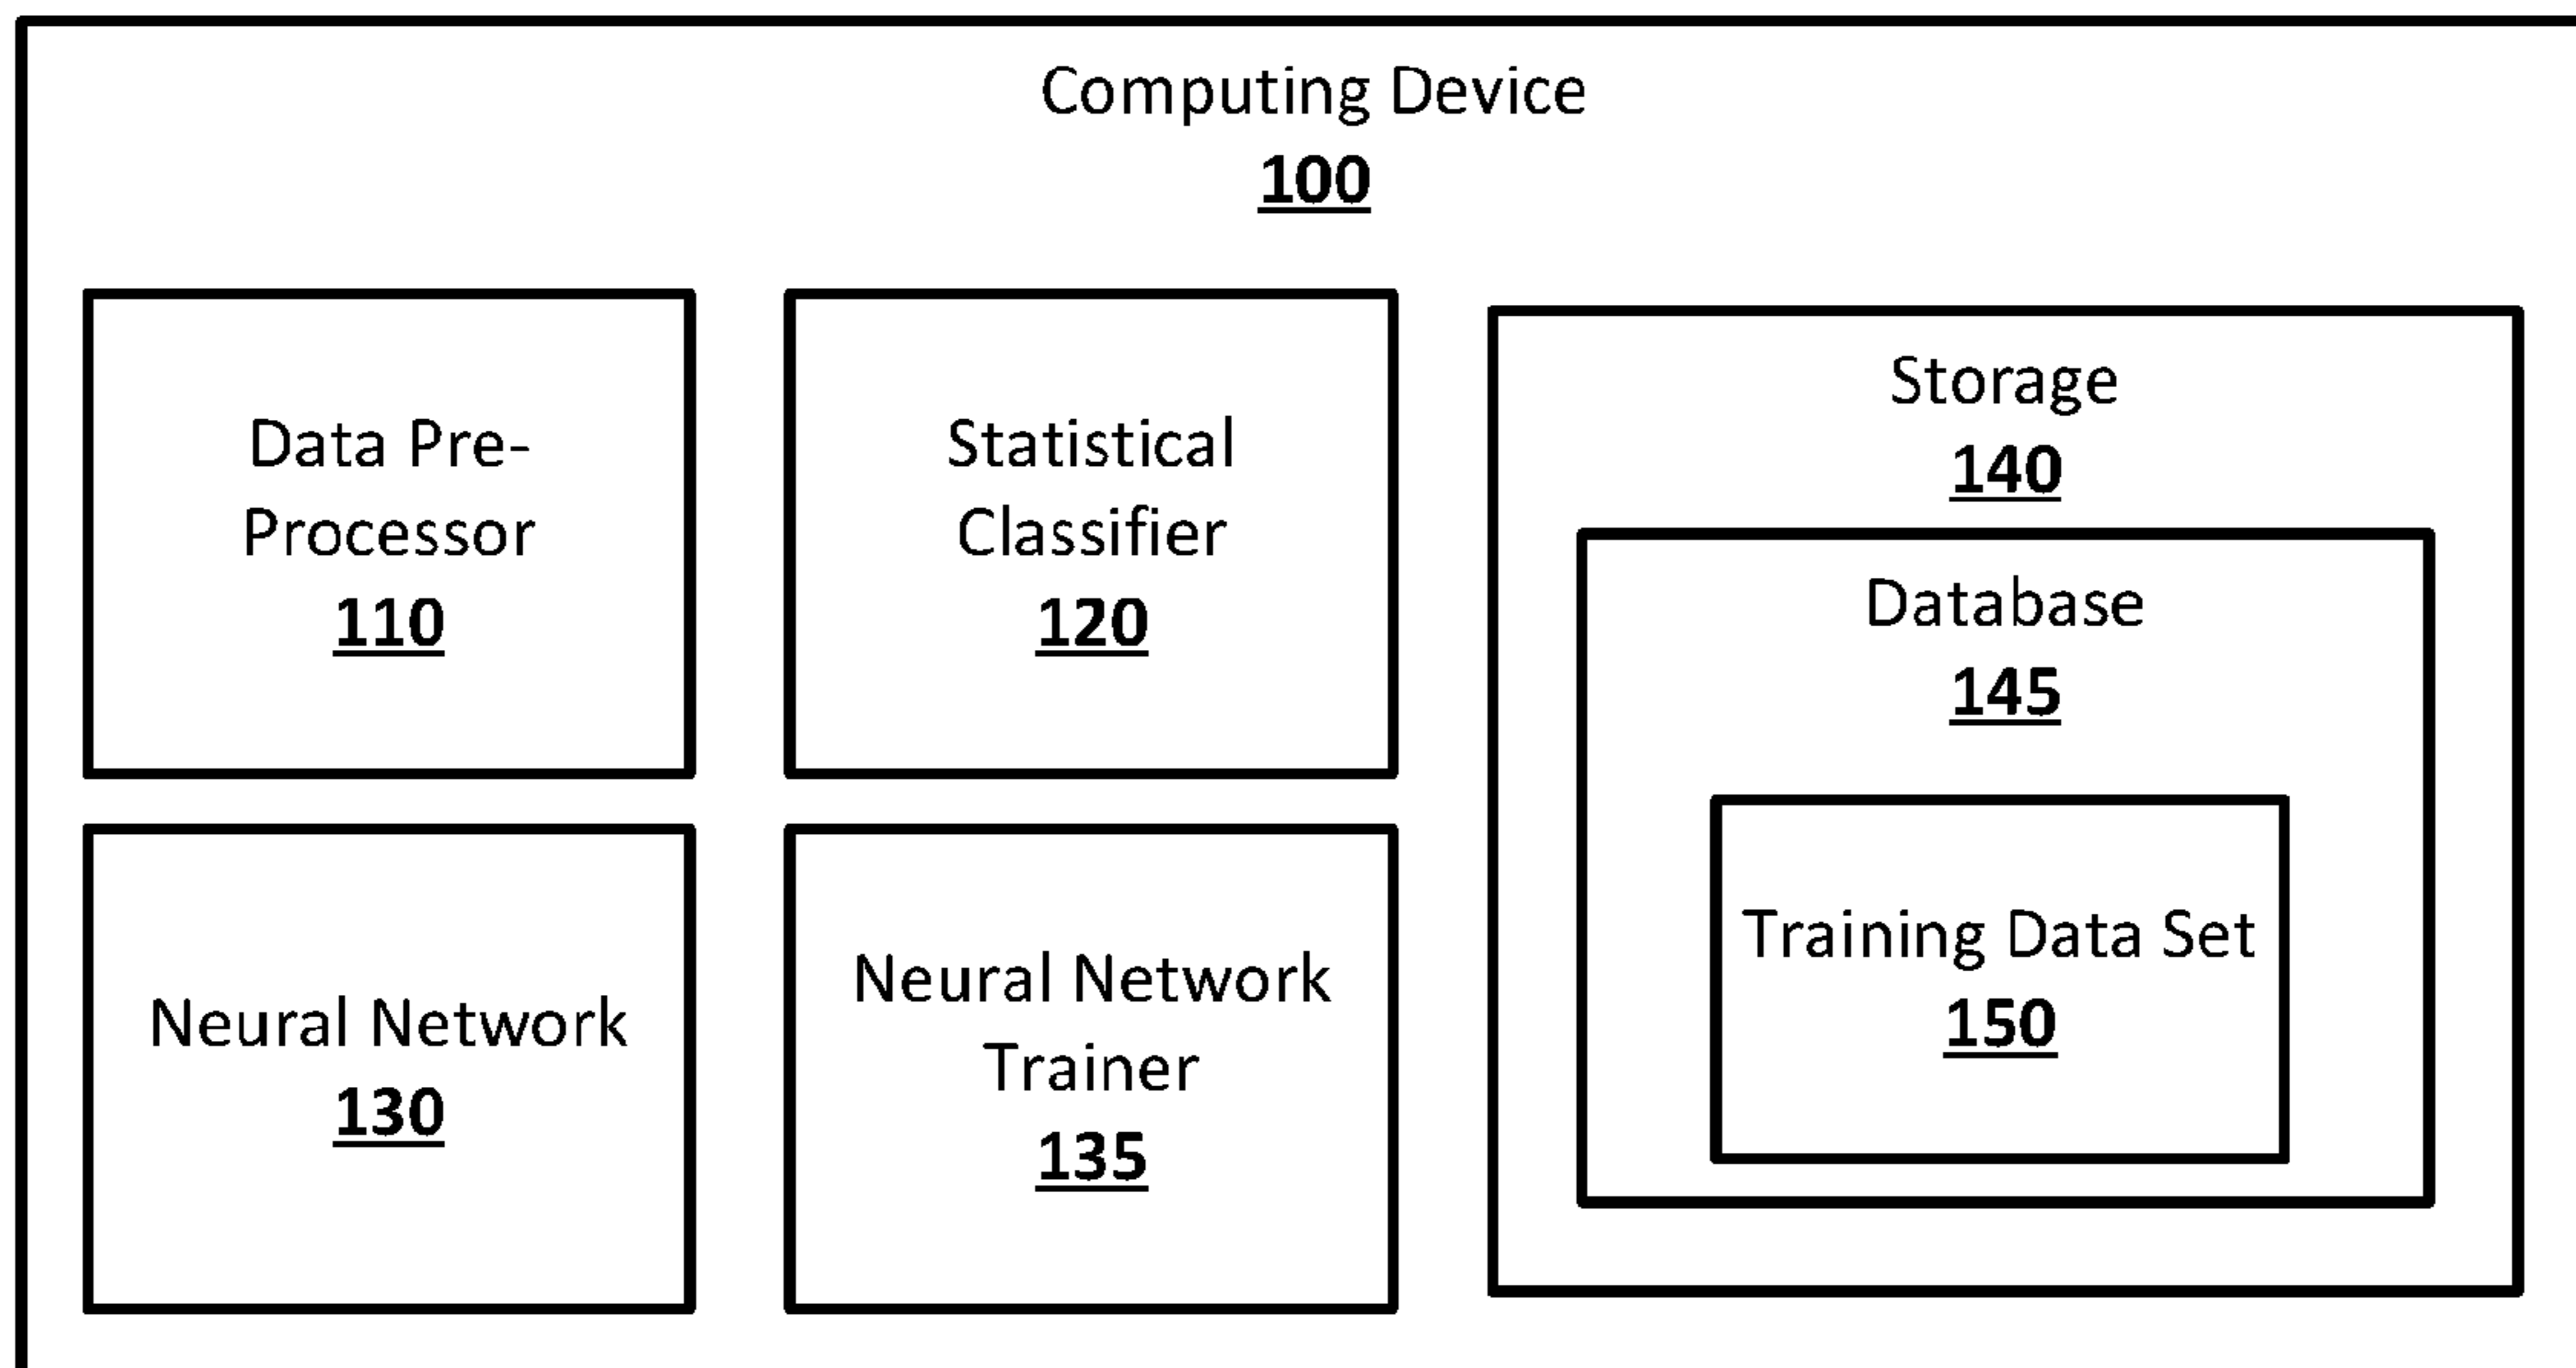 Computing Device
100
Data Pre-
Processor
110
Statistical
Classifier
120
Storage
140
Database
145
Training Data Set
150
Neural Network
130
Neural Network
Trainer
135